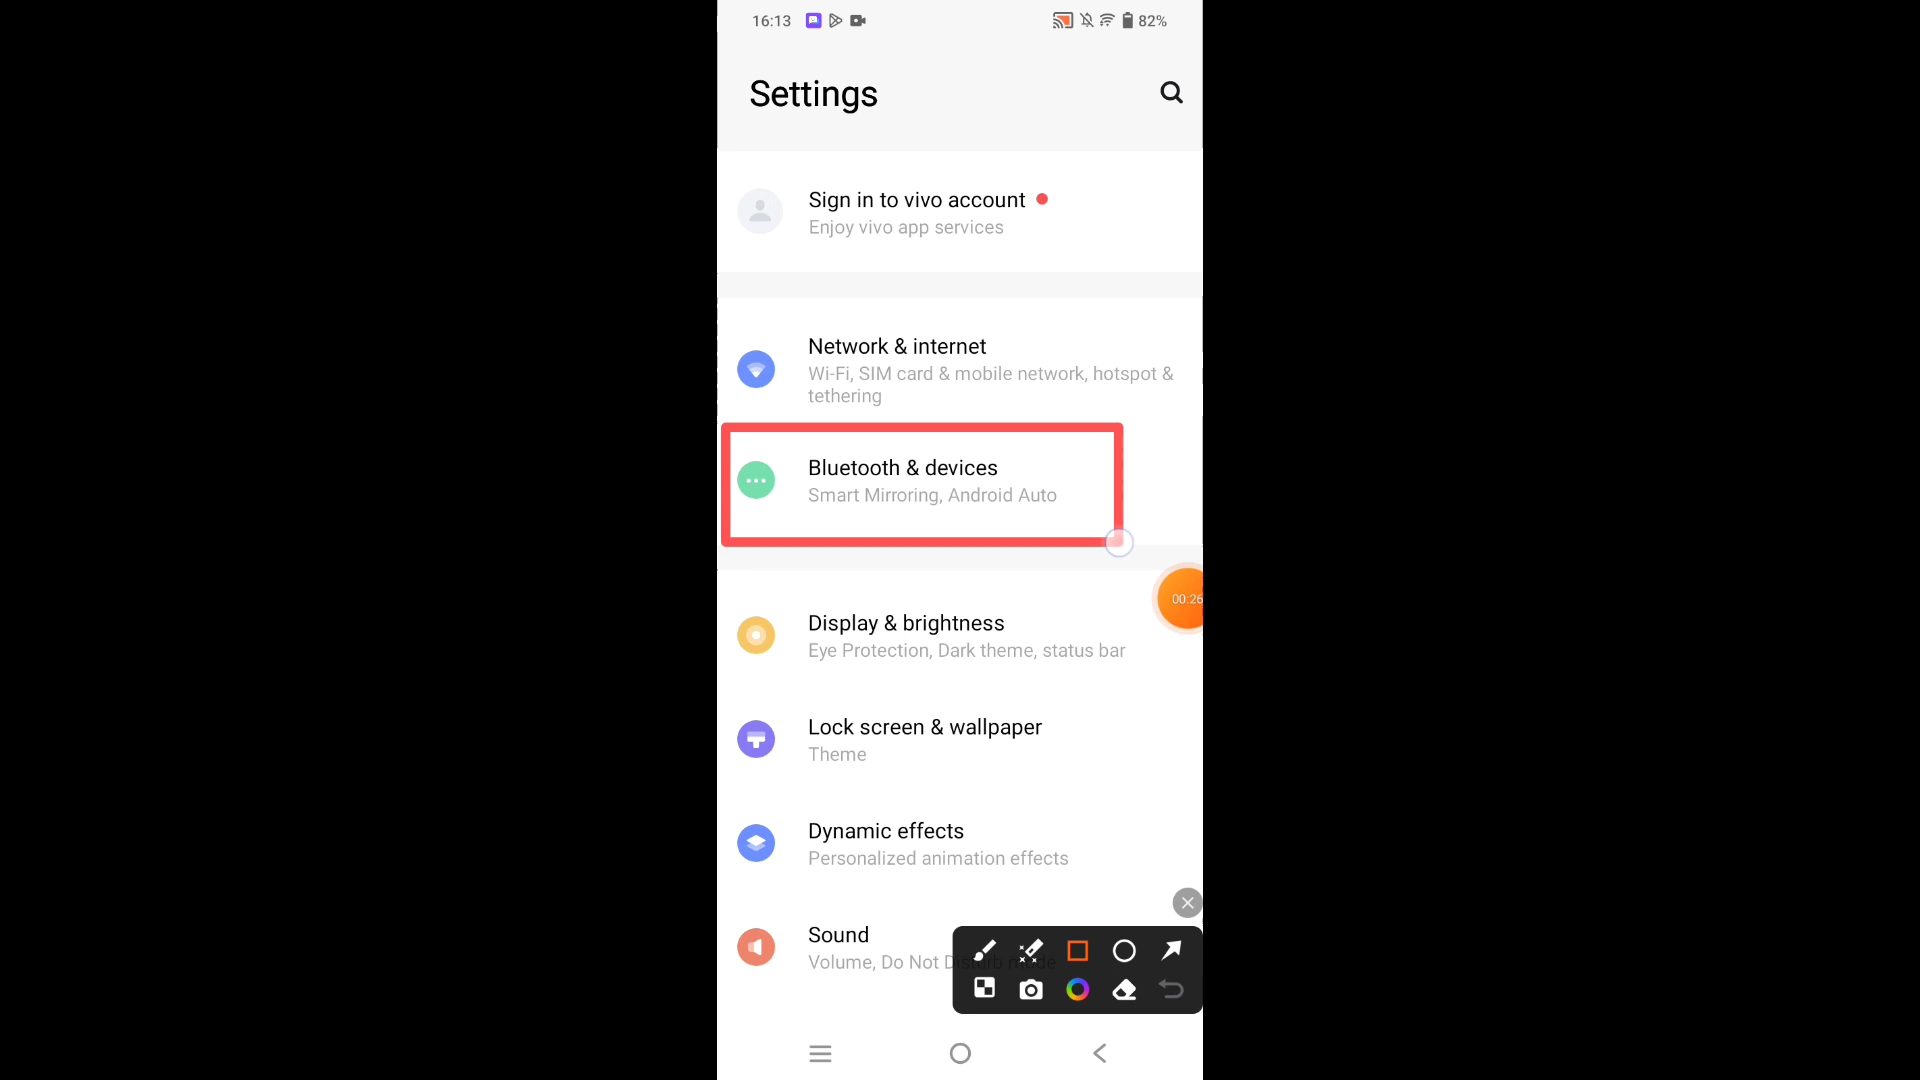 16:13
82%
Settings
Sign in to vivo account
Enjoy vivo app services
Network & internet
Wi-Fi, SIM card & mobile network, hotspot &
tethering
Bluetooth & devices
Smart Mirroring, Android Auto
00:26
Display & brightness
Eye Protection, Dark theme, status bar
Lock screen & wallpaper
Theme
Dynamic effects
Personalized animation effects
Sound
Volume, Do Not Disturb mode